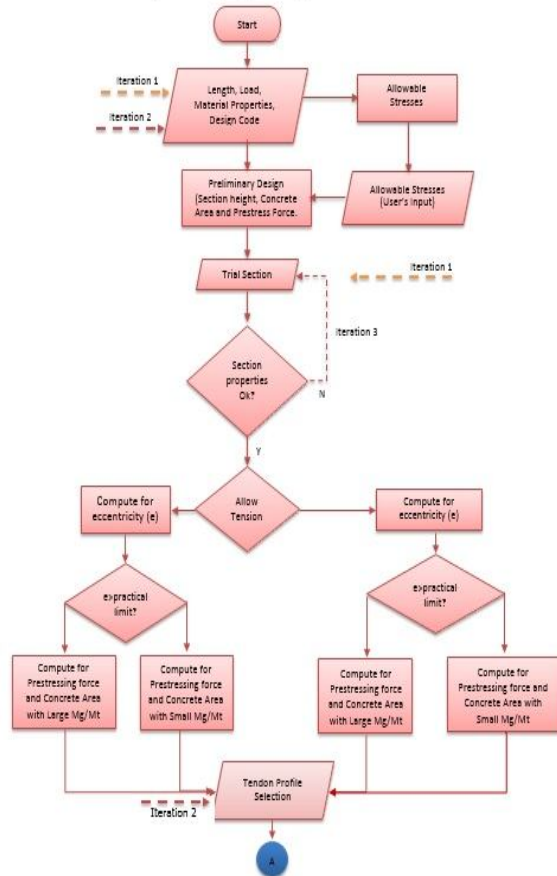 Start
Iteration 1
Iteration 2
Length, Load,
Material Properties,
Design Code
Allowable
Stresses
Preliminary Design
(Section height, Concrete
Area and Prestress Force.
Allowable Stresses
(User's Input)
Trial Section
Iteration 1
Iteration 3
Section
properties
Ok?
N
Y
Compute for
eccentricity (e)
Allow
Tension
Compute for
eccentricity (e)
e>practical
limit?
e>practical
limit?
Compute for
Prestressing force
and Concrete Area
with Large Mg/Mt
Compute for
Prestressing force
and Concrete Area
with Small Mg/Mt
Compute for
Prestressing force
and Concrete Area
with Large Mg/Mt
Compute for
Prestressing force and
Concrete Area with
Small Mg/Mt
Tendon Profile
Selection
Iteration 2
A